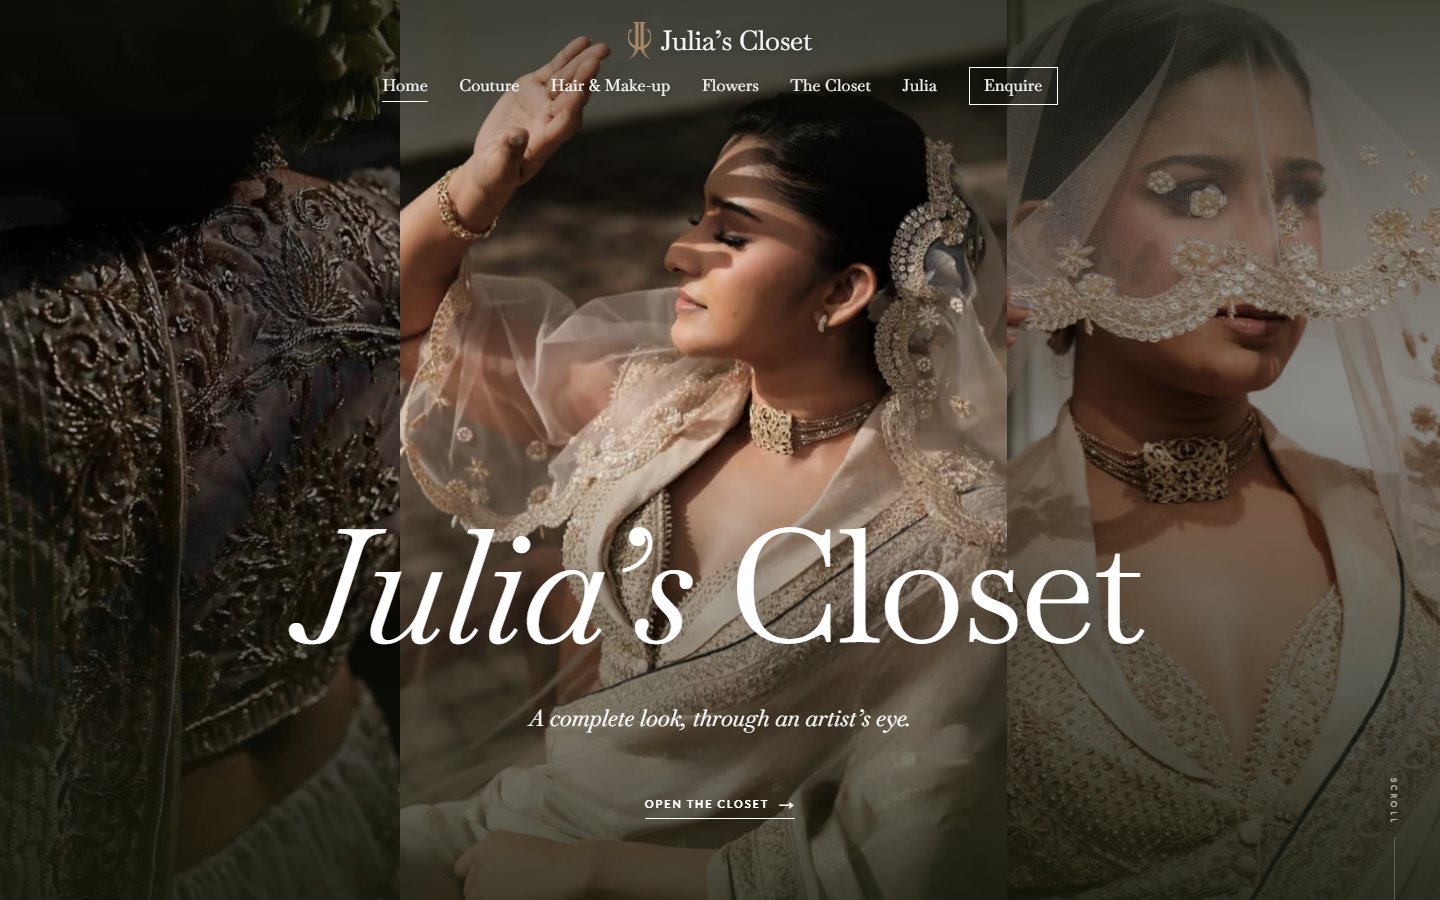 Julia’s Closet
Home Couture Hair & Make-up Flowers The Closet Julia Enquire
Julia’s Closet
A complete look, through an artist’s eye.
OPEN THE CLOSET →
SCROLL